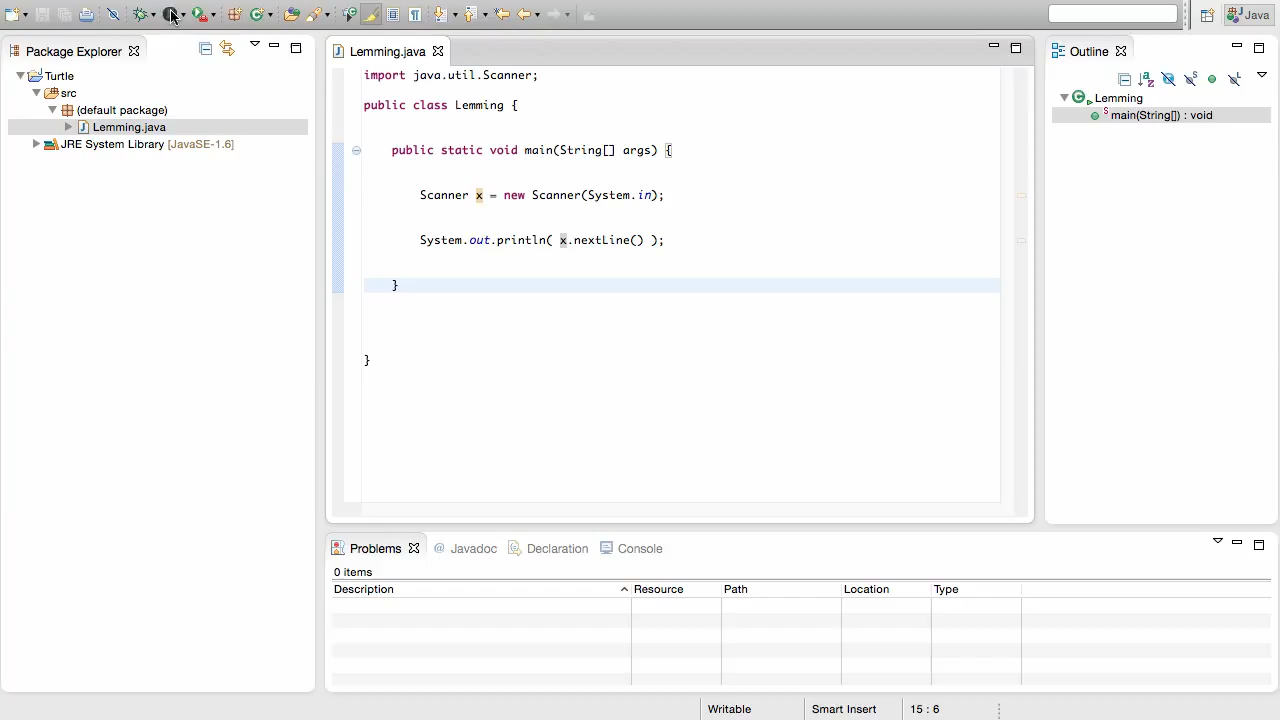 Java
Package Explorer
Turtle
src
(default package)
Lemming.java
JRE System Library [JavaSE-1.6]
Lemming.java
import java.util.Scanner;
public class Lemming {
public static void main(String[] args) {
Scanner x = new Scanner(System.in);
System.out.println( x.nextLine() );
}
}
Outline
Lemming
main(String[]) : void
Problems @ Javadoc Declaration Console
0 items
Description Resource Path Location Type
Writable Smart Insert 15 : 6